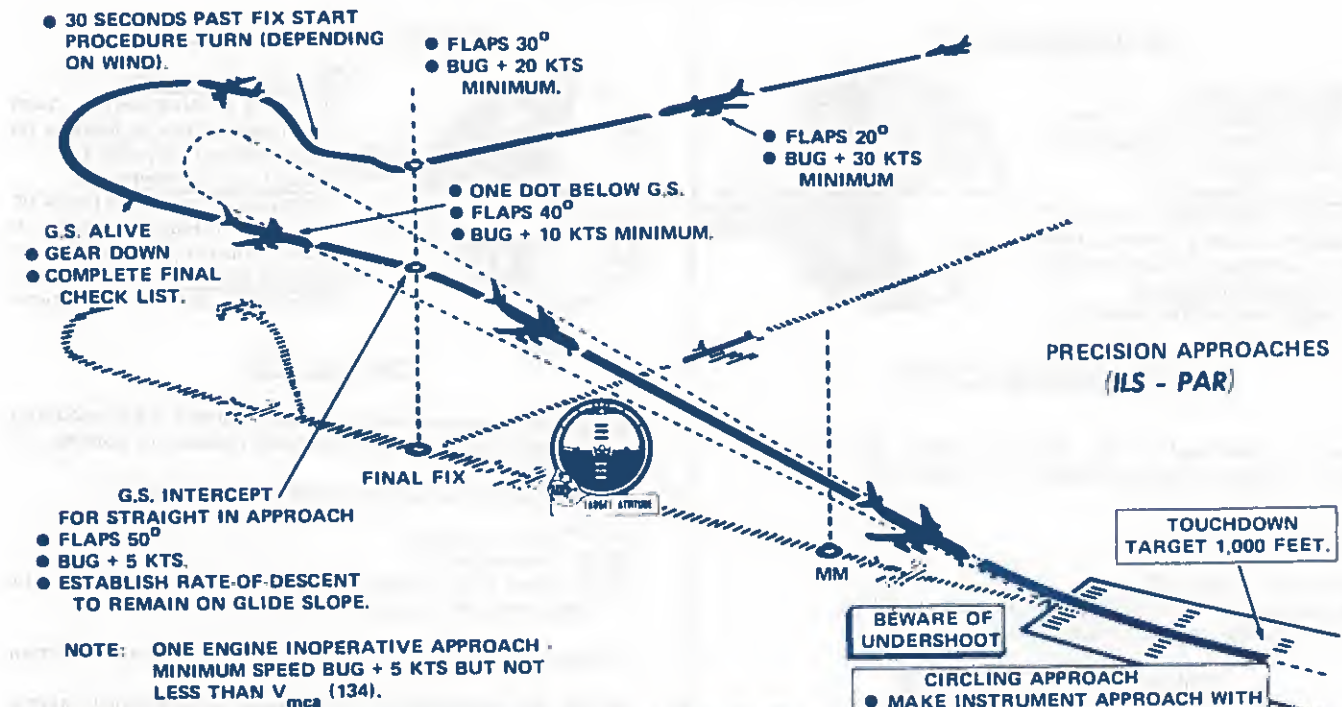 ● 30 SECONDS PAST FIX START
PROCEDURE TURN (DEPENDING
ON WIND).
● FLAPS 30°
● BUG + 20 KTS
MINIMUM.
● FLAPS 20°
● BUG + 30 KTS
MINIMUM
● ONE DOT BELOW G.S.
● FLAPS 40°
● BUG + 10 KTS MINIMUM.
G.S. ALIVE
● GEAR DOWN
● COMPLETE FINAL
CHECK LIST.
PRECISION APPROACHES
(ILS - PAR)
FINAL FIX
TARGET ATTITUDE
G.S. INTERCEPT
FOR STRAIGHT IN APPROACH
● FLAPS 50°
● BUG + 5 KTS.
● ESTABLISH RATE-OF-DESCENT
TO REMAIN ON GLIDE SLOPE.
MM
TOUCHDOWN
TARGET 1,000 FEET.
BEWARE OF
UNDERSHOOT
NOTE: ONE ENGINE INOPERATIVE APPROACH -
MINIMUM SPEED BUG + 5 KTS BUT NOT
LESS THAN Vmca (134).
CIRCLING APPROACH
● MAKE INSTRUMENT APPROACH WITH